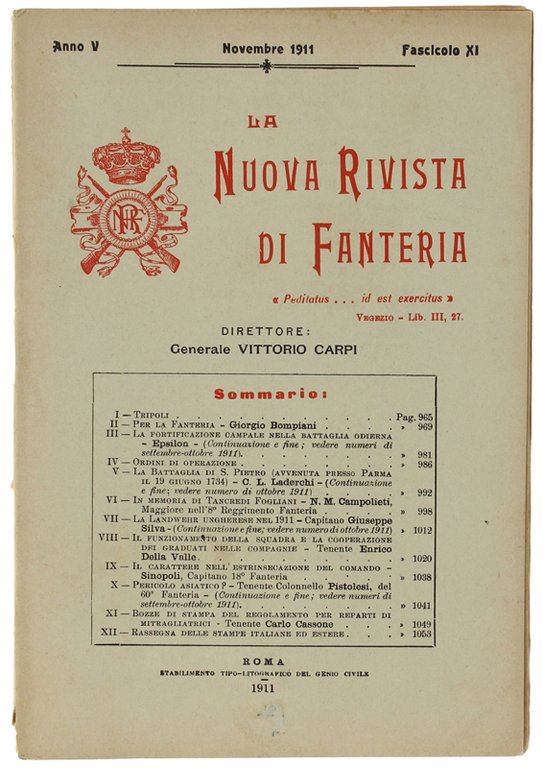 Anno V Novembre 1911 Fascicolo XI
LA
NUOVA RIVISTA
DI FANTERIA
« Peditatus . . . id est exercitus »
VEGEZIO - Lib. III, 27.
DIRETTORE:
Generale VITTORIO CARPI
Sommario:
I — TRIPOLI . . . . . . . . . . . . Pag. 965
II — PER LA FANTERIA - Giorgio Bompiani . . . . . » 969
III — LA FORTIFICAZIONE CAMPALE NELLA BATTAGLIA ODIERNA
- Epsilon - (Continuazione e fine; vedere numeri di
settembre-ottobre 1911). . . . . . . . . » 981
IV — ORDINI DI OPERAZIONE . . . . . . . . . » 986
V — LA BATTAGLIA DI S. PIETRO (AVVENUTA PRESSO PARMA
IL 19 GIUGNO 1734) - C. L. Laderchi - (Continuazione
e fine; vedere numero di ottobre 1911) . . . . » 992
VI — IN MEMORIA DI TANCREDI FOGLIANI - N. M. Campolieti,
Maggiore nell'8º Reggimento Fanteria . . . . » 998
VII — LA LANDWEHR UNGHERESE NEL 1911 - Capitano Giuseppe
Silva - (Continuazione e fine; vedere numero di ottobre 1911) » 1012
VIII — IL FUNZIONAMENTO DELLA SQUADRA E LA COOPERAZIONE
DEI GRADUATI NELLE COMPAGNIE - Tenente Enrico
Della Valle. . . . . . . . . . . . » 1020
IX — IL CARATTERE NELL'ESTRINSECAZIONE DEL COMANDO -
Sinopoli, Capitano 18º Fanteria . . . . . . » 1038
X — PERICOLO ASIATICO? - Tenente-Colonnello Pistolesi, del
60º Fanteria - (Continuazione e fine; vedere numeri di
settembre-ottobre 1911). . . . . . . . . » 1041
XI — BOZZE DI STAMPA DEL REGOLAMENTO PER REPARTI DI
MITRAGLIATRICI - Tenente Carlo Cassone . . . » 1049
XII — RASSEGNA DELLE STAMPE ITALIANE ED ESTERE . . . » 1053
ROMA
STABILIMENTO TIPO-LITOGRAFICO DEL GENIO CIVILE
1911